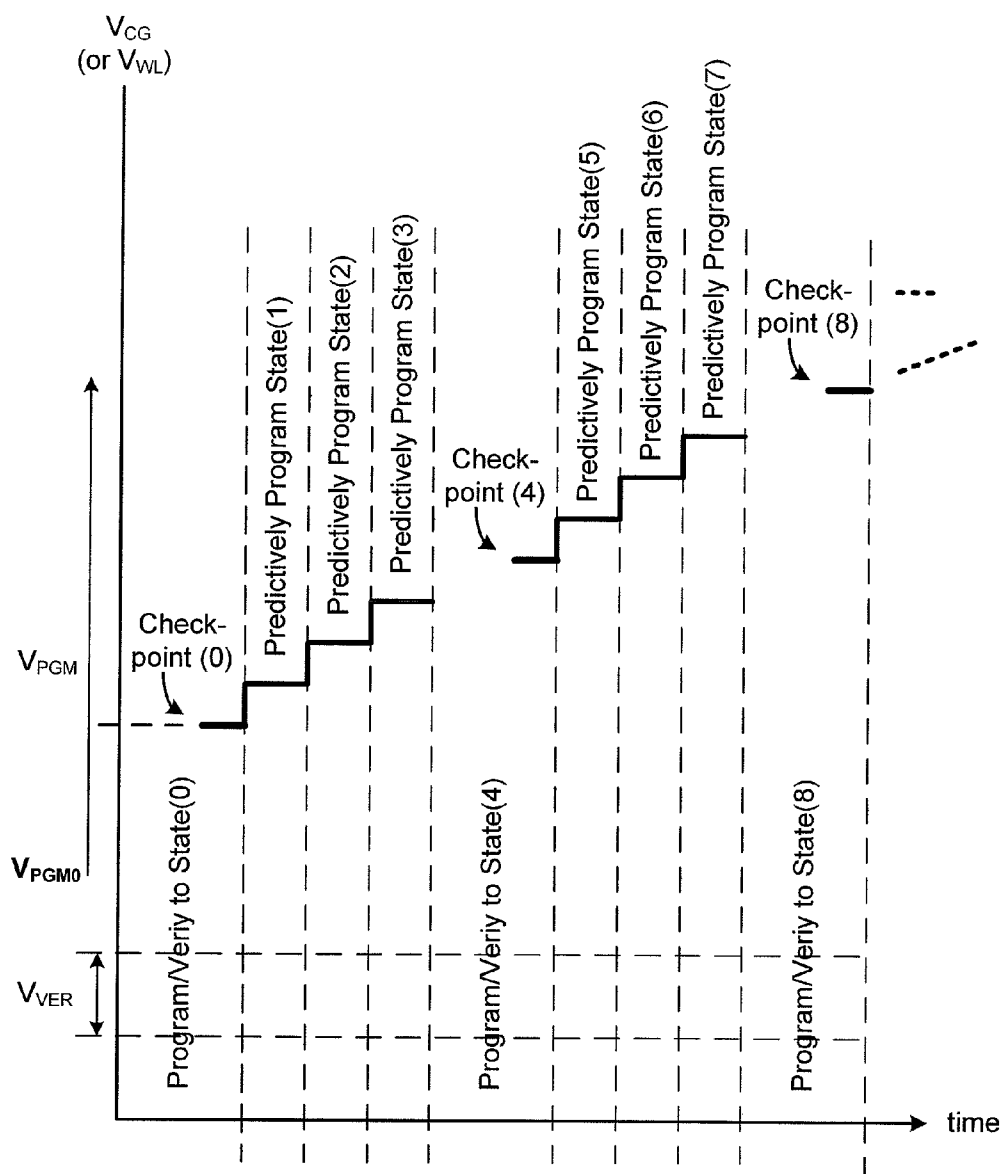 V_CG
(or V_WL)
Predictively Program State(1)
Predictively Program State(2)
Predictively Program State(3)
Predictively Program State(5)
Predictively Program State(6)
Predictively Program State(7)
Check-
point (8)
Check-
point (4)
Check-
point (0)
V_PGM
V_PGM0
V_VER
Program/Veriy to State(0)
Program/Veriy to State(4)
Program/Veriy to State(8)
time